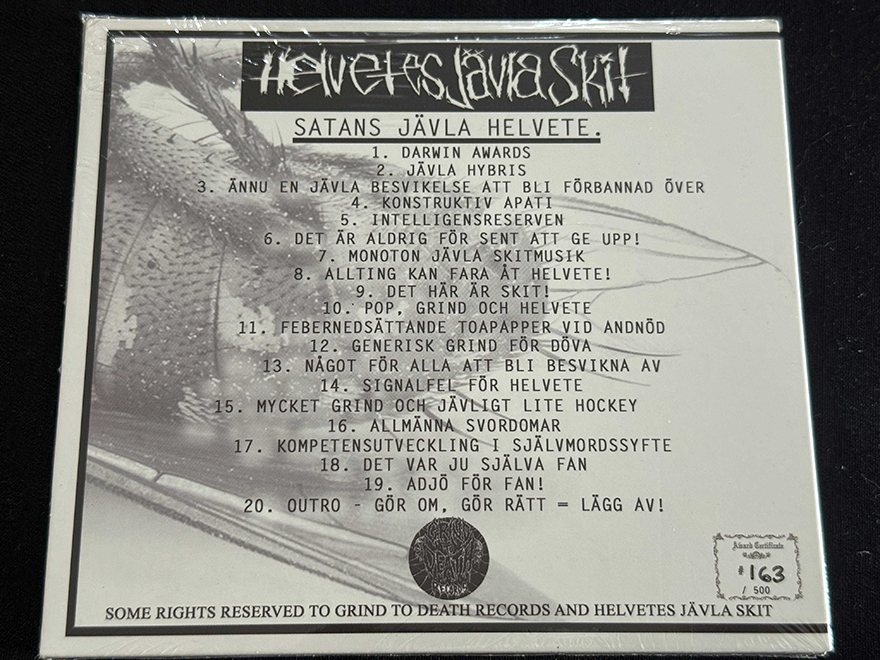 Helvetes Jävla Skit
SATANS JÄVLA HELVETE.
1. DARWIN AWARDS
2. JÄVLA HYBRIS
3. ÄNNU EN JÄVLA BESVIKELSE ATT BLI FÖRBANNAD ÖVER
4. KONSTRUKTIV APATI
5. INTELLIGENSRESERVEN
6. DET ÄR ALDRIG FÖR SENT ATT GE UPP!
7. MONOTON JÄVLA SKITMUSIK
8. ALLTING KAN FARA ÅT HELVETE!
9. DET HÄR ÄR SKIT!
10. POP, GRIND OCH HELVETE
11. FEBERNEDSÄTTANDE TOAPAPPER VID ANDNÖD
12. GENERISK GRIND FÖR DÖVA
13. NÅGOT FÖR ALLA ATT BLI BESVIKNA AV
14. SIGNALFEL FÖR HELVETE
15. MYCKET GRIND OCH JÄVLIGT LITE HOCKEY
16. ALLMÄNNA SVORDOMAR
17. KOMPETENSUTVECKLING I SJÄLVMORDSSYFTE
18. DET VAR JU SJÄLVA FAN
19. ADJÖ FÖR FAN!
20. OUTRO - GÖR OM, GÖR RÄTT = LÄGG AV!
GRIND TO DEATH RECORDS
Award Certificate
#163
/ 500
SOME RIGHTS RESERVED TO GRIND TO DEATH RECORDS AND HELVETES JÄVLA SKIT